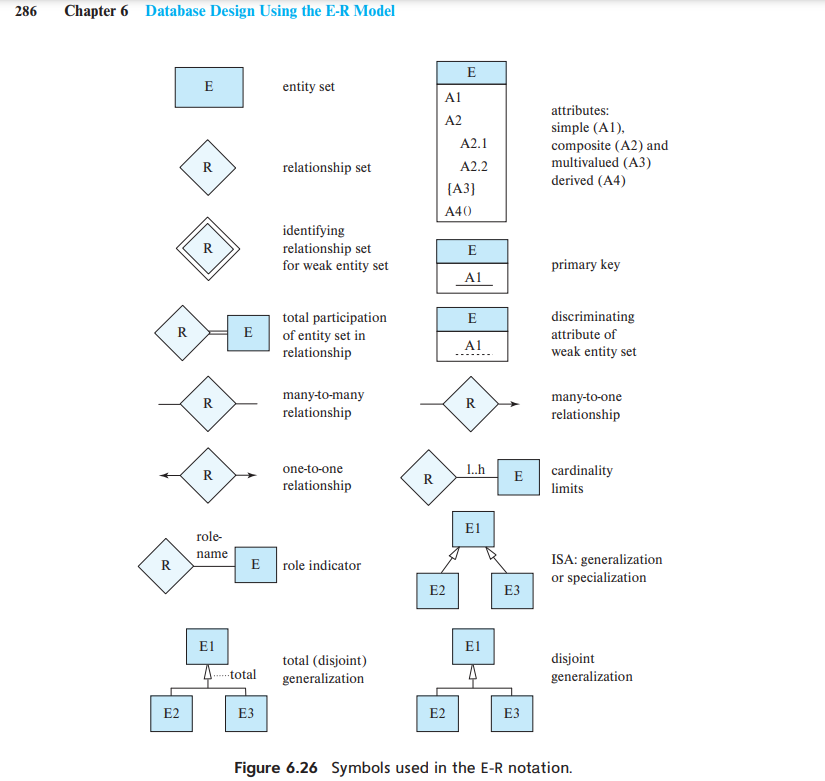 286 Chapter 6 Database Design Using the E-R Model
E
entity set
R
relationship set
R
identifying
relationship set
for weak entity set
R
E
total participation
of entity set in
relationship
R
many-to-many
relationship
R
one-to-one
relationship
R
role-
name
E
role indicator
E1
total
E2
E3
total (disjoint)
generalization
E
A1
A2
A2.1
A2.2
{A3}
A4()
attributes:
simple (A1),
composite (A2) and
multivalued (A3)
derived (A4)
E
A1
primary key
E
A1
discriminating
attribute of
weak entity set
R
many-to-one
relationship
R
l..h
E
cardinality
limits
E1
E2
E3
ISA: generalization
or specialization
E1
E2
E3
disjoint
generalization
Figure 6.26 Symbols used in the E-R notation.